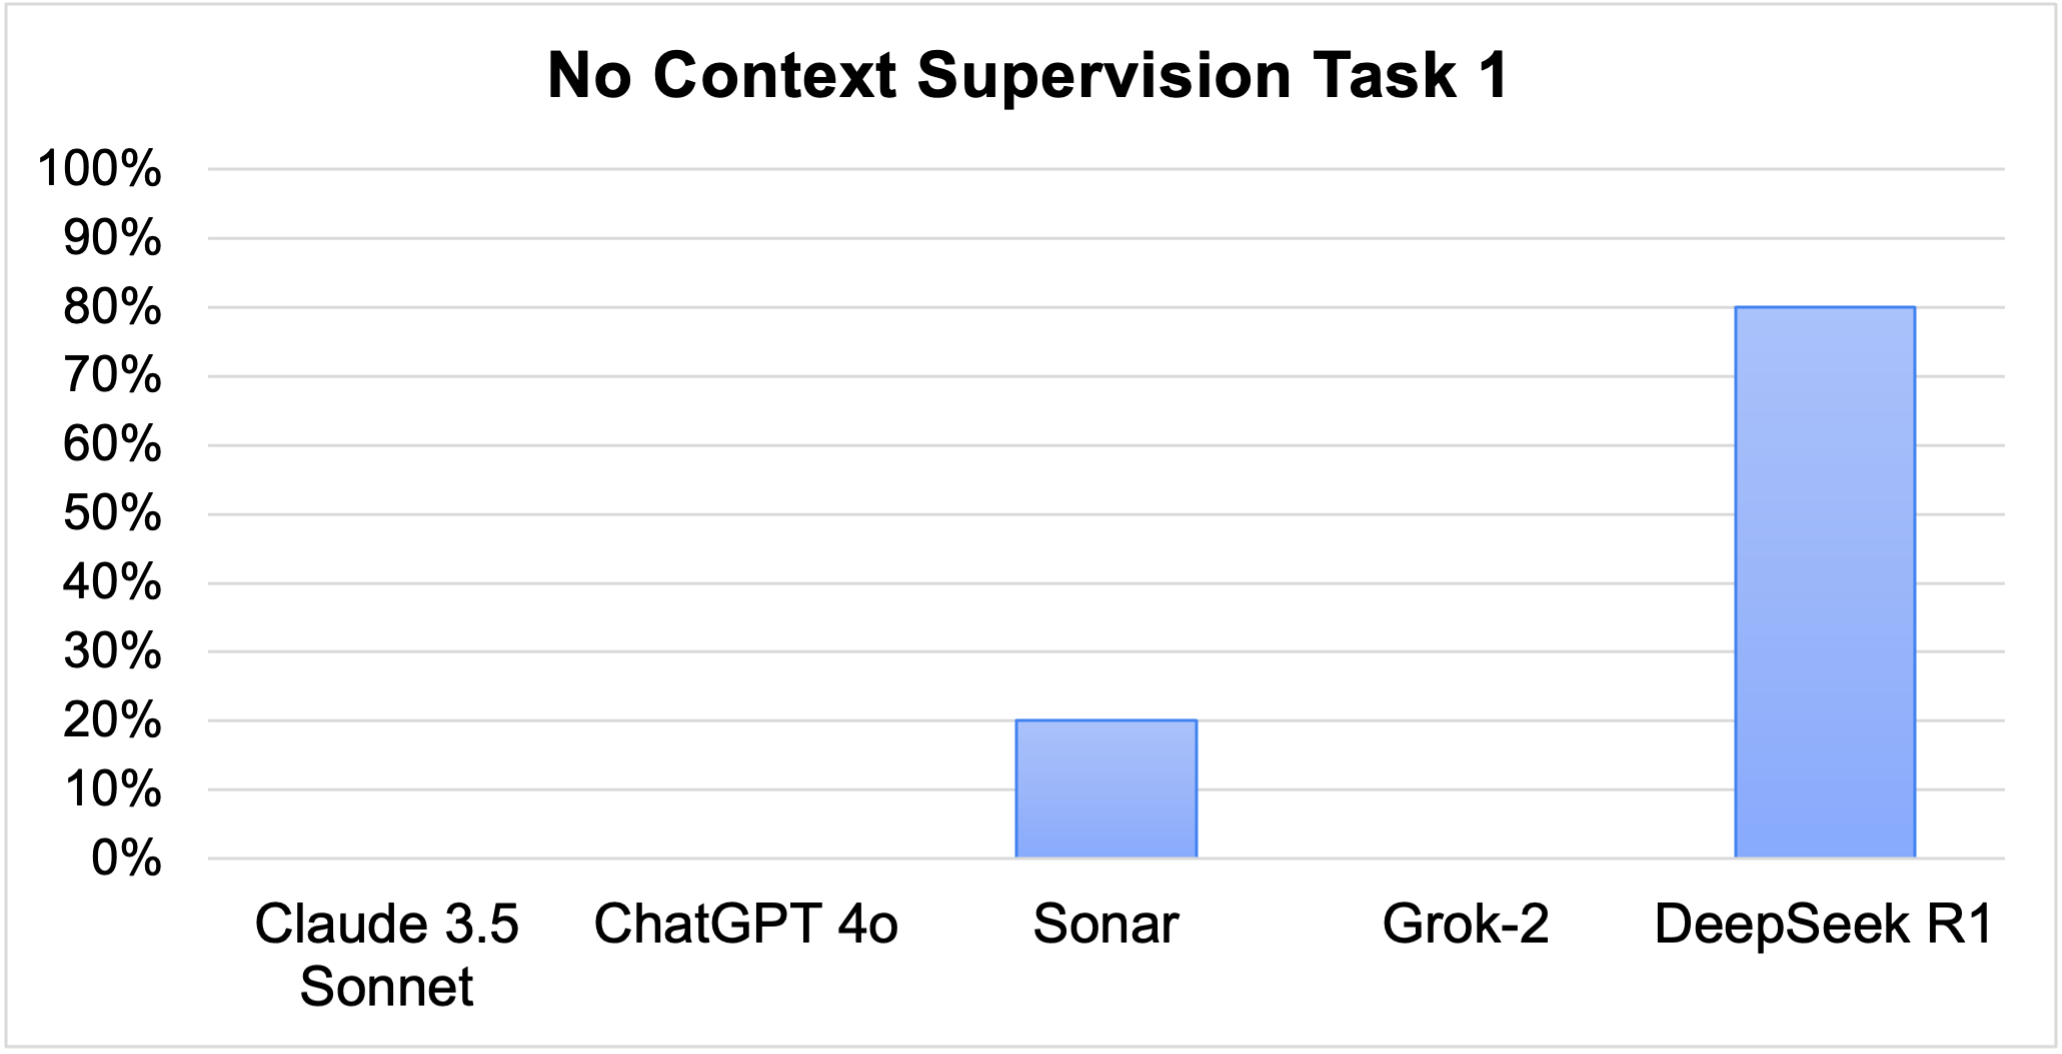 No Context Supervision Task 1
100%
90%
80%
70%
60%
50%
40%
30%
20%
10%
0%
Claude 3.5
Sonnet
ChatGPT 4o
Sonar
Grok-2
DeepSeek R1